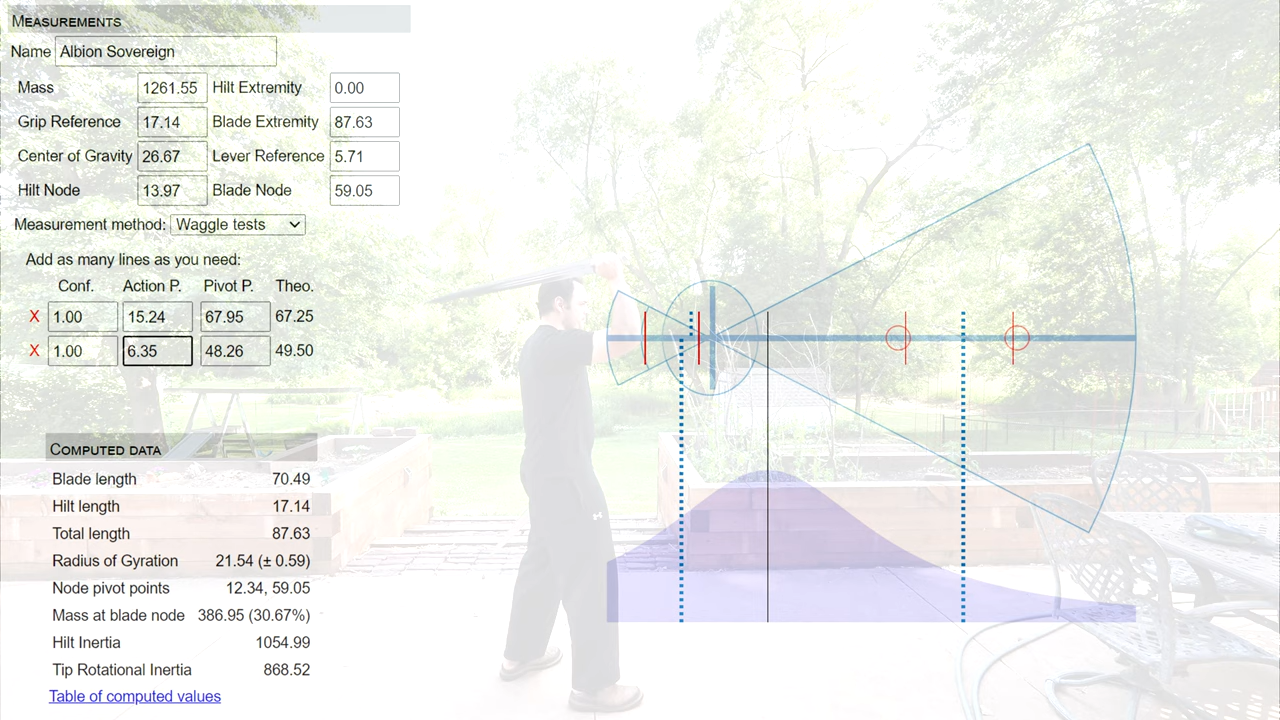 MEASUREMENTS
Name Albion Sovereign
Mass 1261.55 Hilt Extremity 0.00
Grip Reference 17.14 Blade Extremity 87.63
Center of Gravity 26.67 Lever Reference 5.71
Hilt Node 13.97 Blade Node 59.05
Measurement method: Waggle tests
Add as many lines as you need:
Conf. Action P. Pivot P. Theo.
X 1.00 15.24 67.95 67.25
X 1.00 6.35 48.26 49.50
COMPUTED DATA
Blade length 70.49
Hilt length 17.14
Total length 87.63
Radius of Gyration 21.54 (± 0.59)
Node pivot points 12.34, 59.05
Mass at blade node 386.95 (30.67%)
Hilt Inertia 1054.99
Tip Rotational Inertia 868.52
Table of computed values